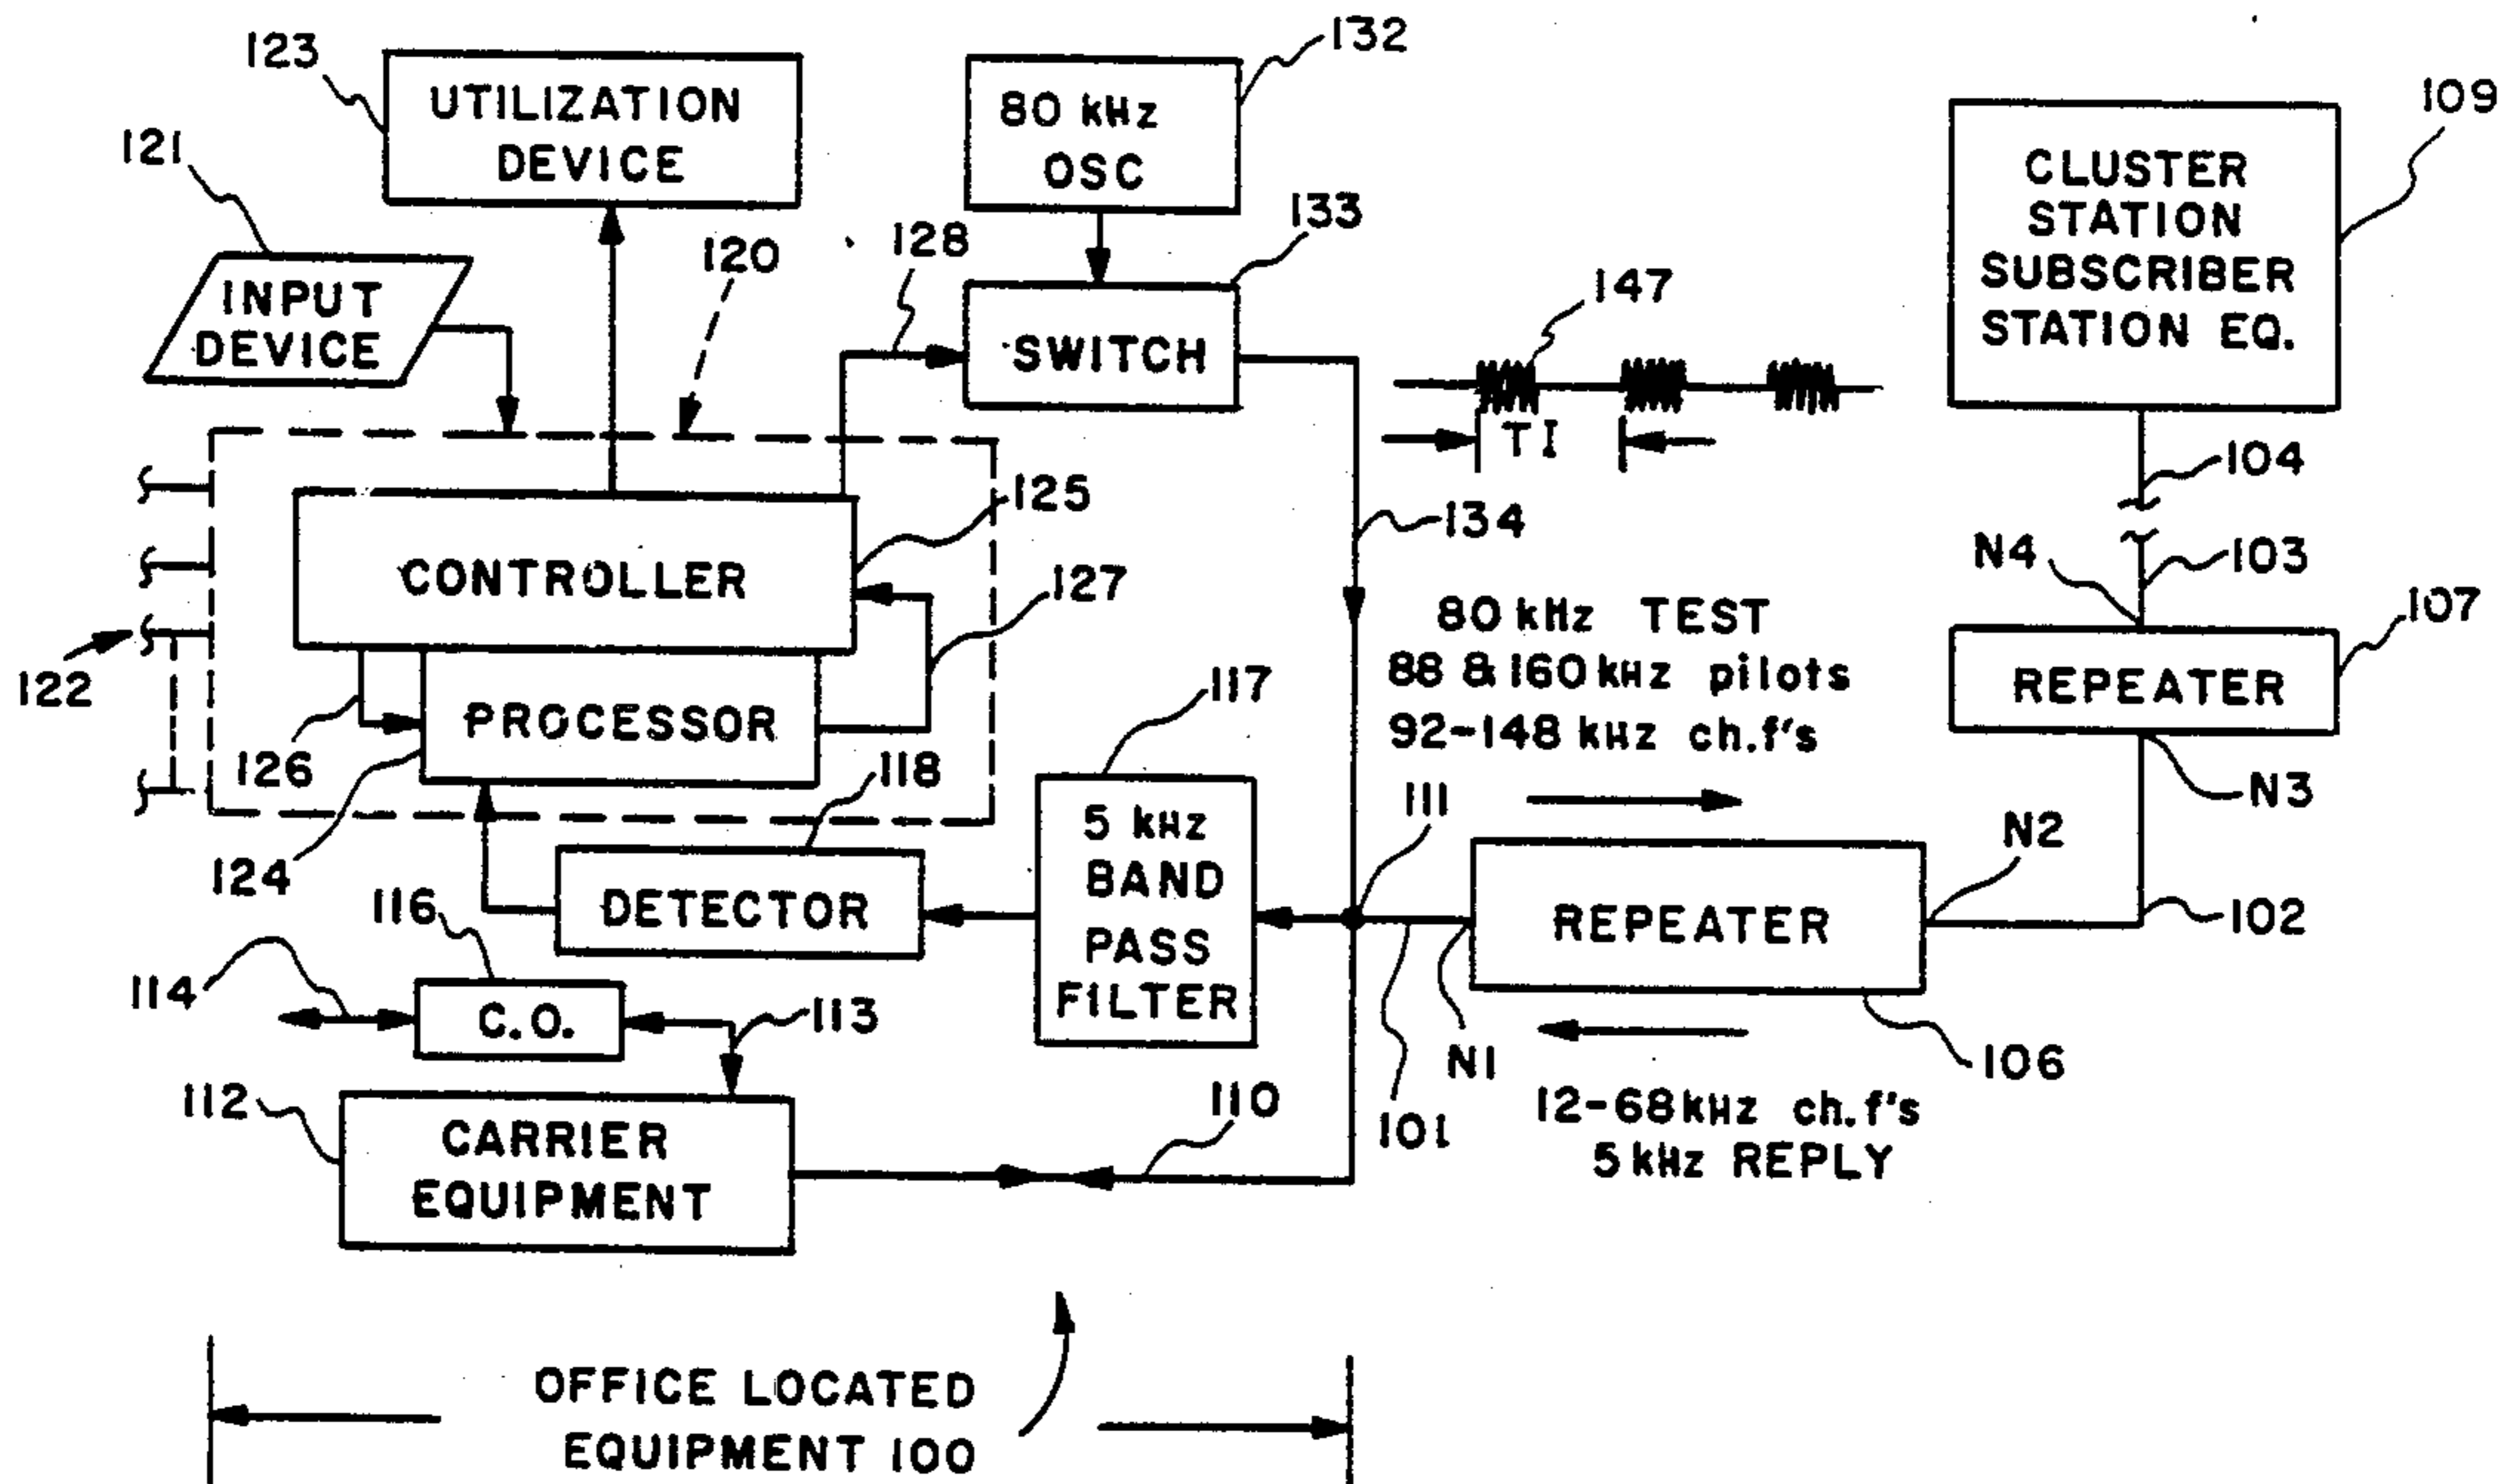 123
UTILIZATION
DEVICE
132
80 kHz
OSC
109
CLUSTER
STATION
SUBSCRIBER
STATION EQ.
121
INPUT
DEVICE
120
128
133
SWITCH
147
TI
104
125
134
N4
103
CONTROLLER
127
80 kHz TEST
88 & 160 kHz pilots
92-148 kHz ch.f's
107
REPEATER
122
PROCESSOR
126
117
118
124
5 kHz
BAND
PASS
FILTER
111
N3
N2
DETECTOR
REPEATER
102
116
114
C.O.
113
N1
106
112
CARRIER
EQUIPMENT
110
101
12-68 kHz ch.f's
5 kHz REPLY
OFFICE LOCATED
EQUIPMENT 100